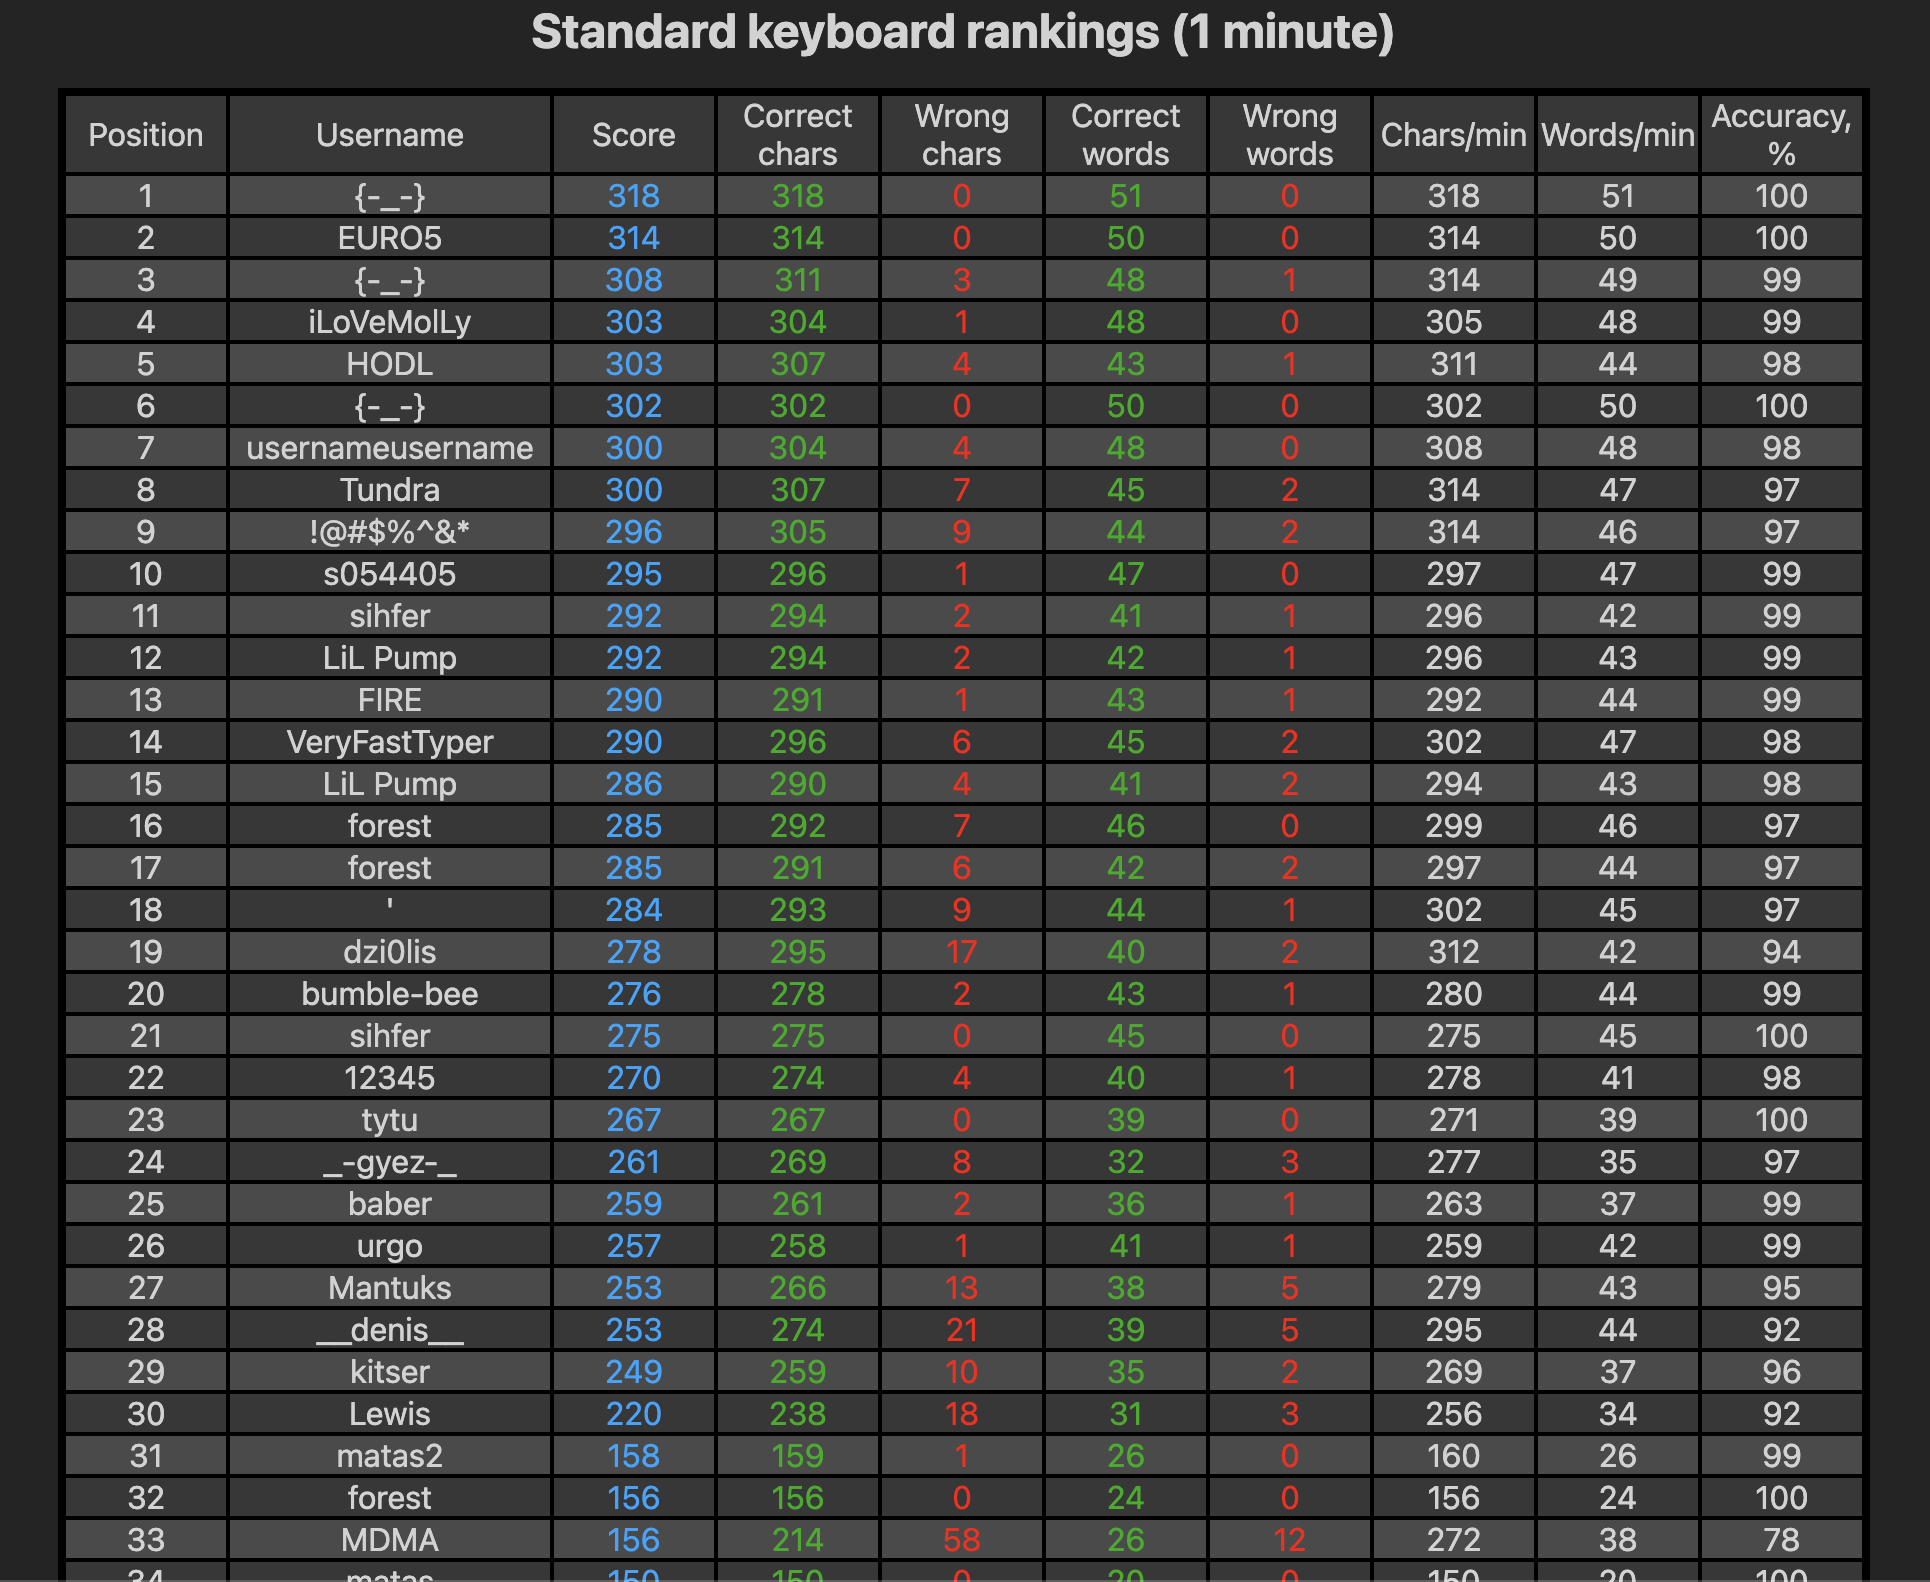 Standard keyboard rankings (1 minute)
Position Username Score Correct chars Wrong chars Correct words Wrong words Chars/min Words/min Accuracy, %
1 {-_-} 318 318 0 51 0 318 51 100
2 EURO5 314 314 0 50 0 314 50 100
3 {-_-} 308 311 3 48 1 314 49 99
4 iLoVeMolLy 303 304 1 48 0 305 48 99
5 HODL 303 307 4 43 1 311 44 98
6 {-_-} 302 302 0 50 0 302 50 100
7 usernameusername 300 304 4 48 0 308 48 98
8 Tundra 300 307 7 45 2 314 47 97
9 !@#$%^&* 296 305 9 44 2 314 46 97
10 s054405 295 296 1 47 0 297 47 99
11 sihfer 292 294 2 41 1 296 42 99
12 LiL Pump 292 294 2 42 1 296 43 99
13 FIRE 290 291 1 43 1 292 44 99
14 VeryFastTyper 290 296 6 45 2 302 47 98
15 LiL Pump 286 290 4 41 2 294 43 98
16 forest 285 292 7 46 0 299 46 97
17 forest 285 291 6 42 2 297 44 97
18 ' 284 293 9 44 1 302 45 97
19 dzi0lis 278 295 17 40 2 312 42 94
20 bumble-bee 276 278 2 43 1 280 44 99
21 sihfer 275 275 0 45 0 275 45 100
22 12345 270 274 4 40 1 278 41 98
23 tytu 267 267 0 39 0 271 39 100
24 _-gyez-_ 261 269 8 32 3 277 35 97
25 baber 259 261 2 36 1 263 37 99
26 urgo 257 258 1 41 1 259 42 99
27 Mantuks 253 266 13 38 5 279 43 95
28 __denis__ 253 274 21 39 5 295 44 92
29 kitser 249 259 10 35 2 269 37 96
30 Lewis 220 238 18 31 3 256 34 92
31 matas2 158 159 1 26 0 160 26 99
32 forest 156 156 0 24 0 156 24 100
33 MDMA 156 214 58 26 12 272 38 78
34 matas 150 150 0 20 0 150 20 100